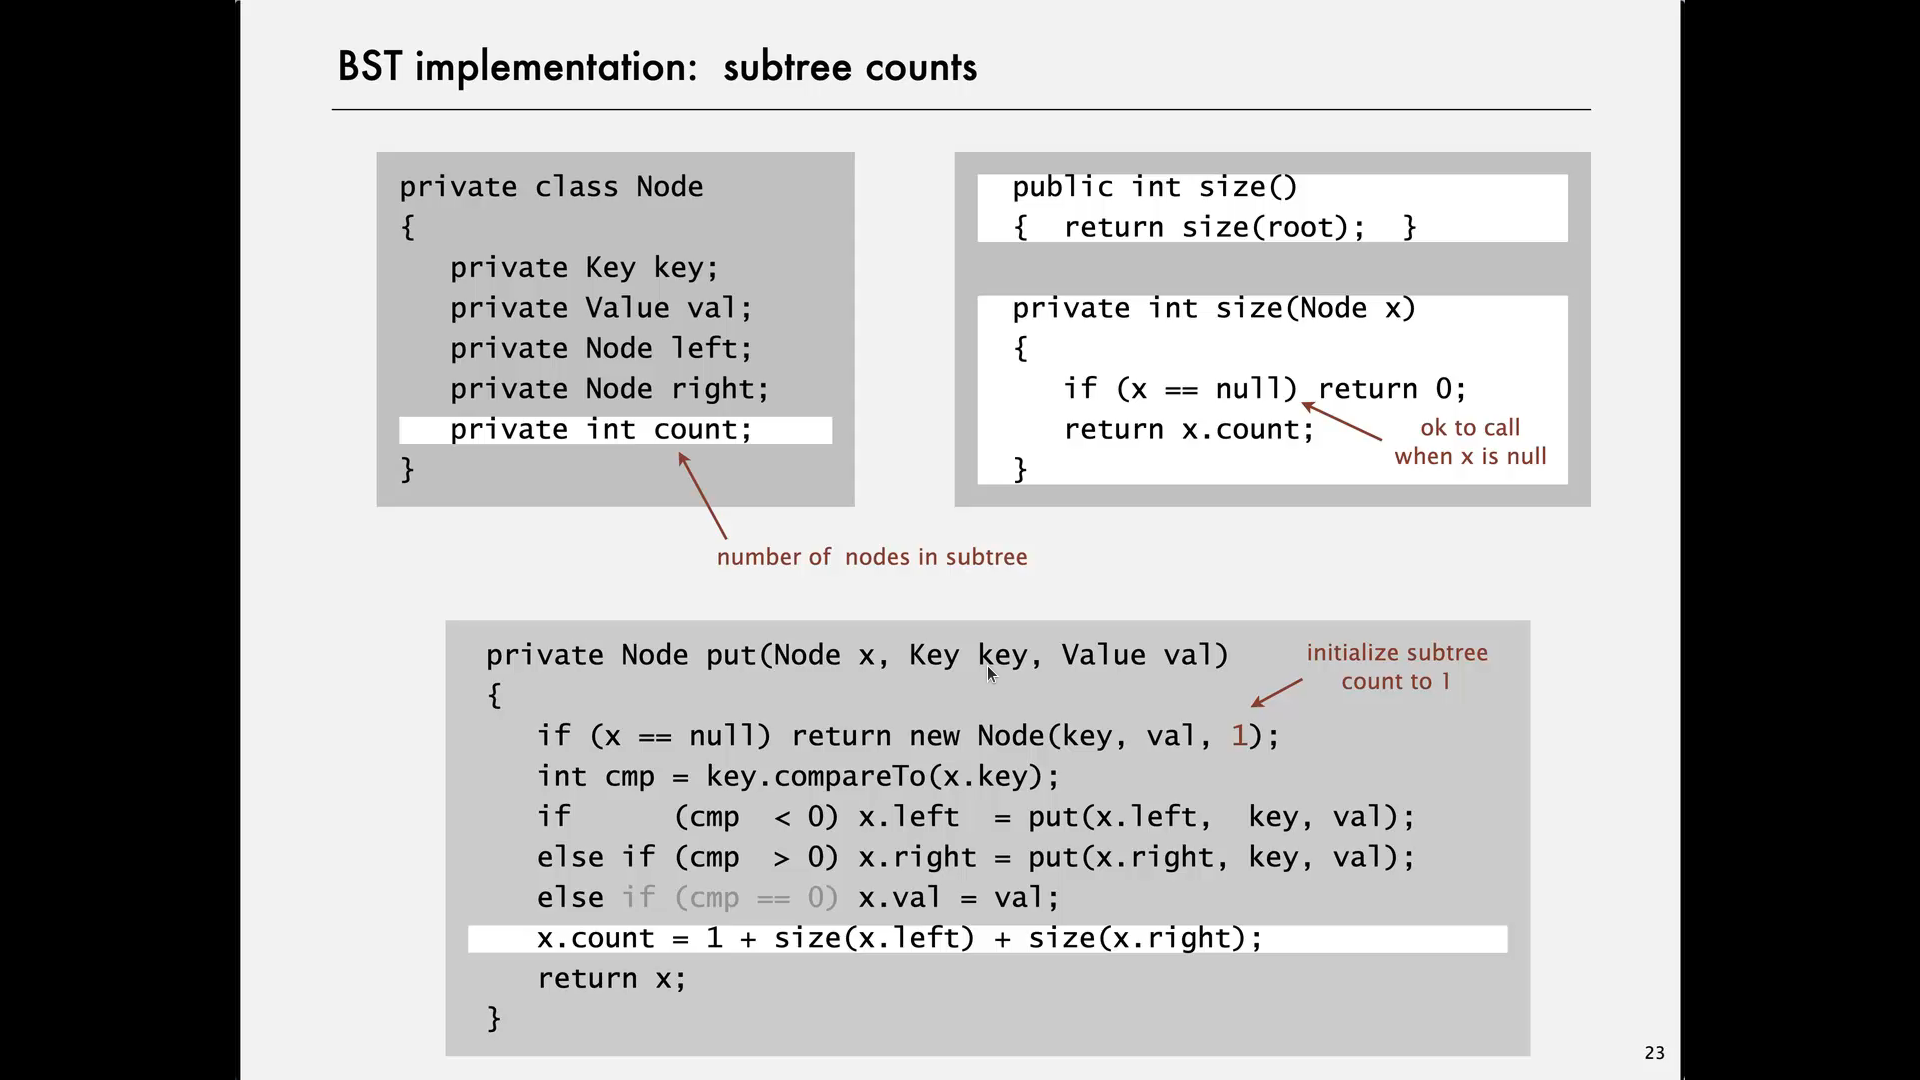 BST implementation: subtree counts
private class Node
{
   private Key key;
   private Value val;
   private Node left;
   private Node right;
   private int count;
}
number of nodes in subtree
public int size()
{  return size(root);  }
private int size(Node x)
{
   if (x == null) return 0;
   return x.count;
}
ok to call
when x is null
private Node put(Node x, Key key, Value val)
{
   if (x == null) return new Node(key, val, 1);
   int cmp = key.compareTo(x.key);
   if      (cmp  < 0) x.left  = put(x.left,  key, val);
   else if (cmp  > 0) x.right = put(x.right, key, val);
   else if (cmp == 0) x.val = val;
   x.count = 1 + size(x.left) + size(x.right);
   return x;
}
initialize subtree
count to 1
23